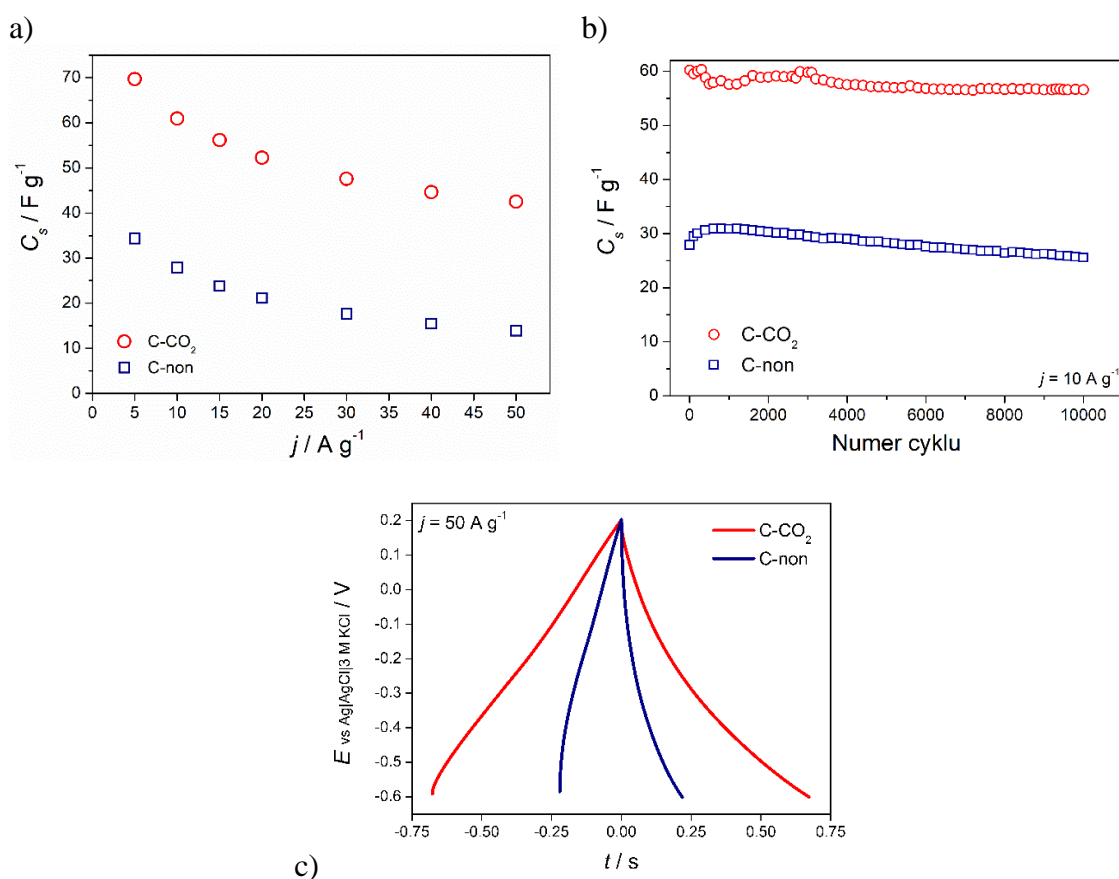 a)
70
60
50
40
30
20
10
0
C_s / F g⁻¹
C-CO₂
C-non
0 5 10 15 20 25 30 35 40 45 50
j / A g⁻¹
b)
60
50
40
30
20
10
0
C_s / F g⁻¹
C-CO₂
C-non
j = 10 A g⁻¹
0 2000 4000 6000 8000 10000
Numer cyklu
j = 50 A g⁻¹
C-CO₂
C-non
0.2
0.1
0.0
-0.1
-0.2
-0.3
-0.4
-0.5
-0.6
E vs Ag|AgCl|3 M KCl / V
-0.75 -0.50 -0.25 0.00 0.25 0.50 0.75
t / s
c)